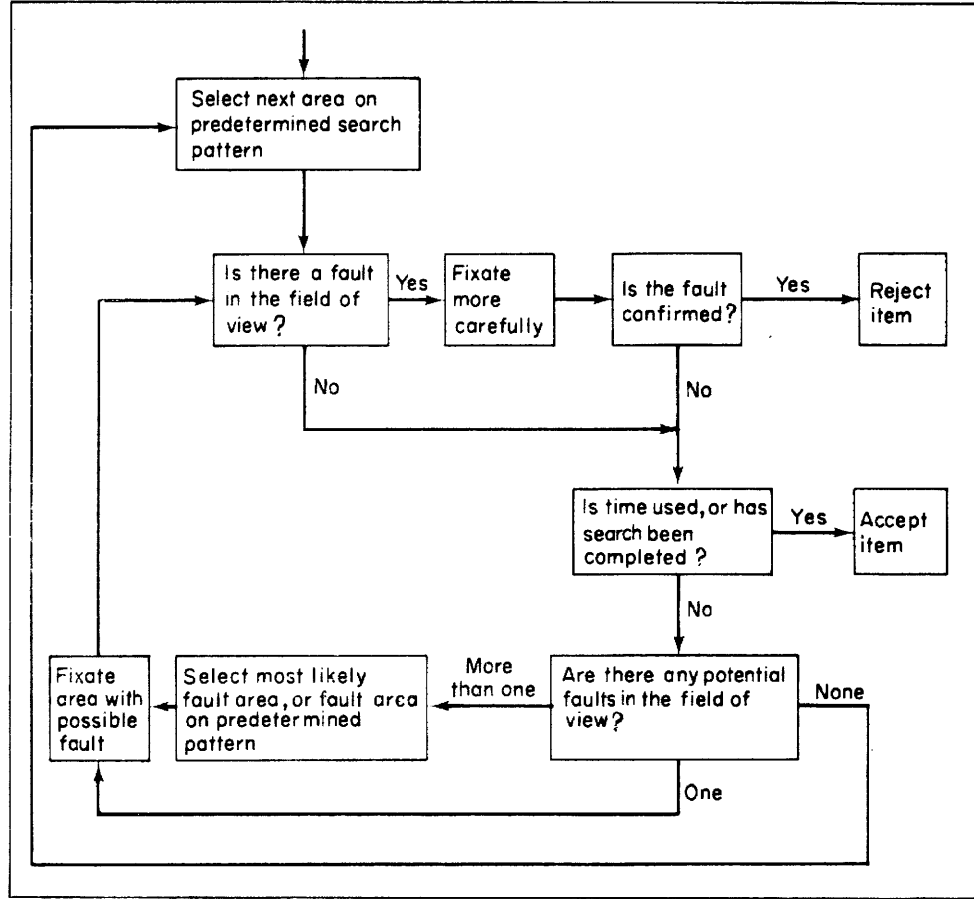 Select next area on
predetermined search
pattern
Is there a fault
in the field of
view?
Yes
Fixate
more
carefully
Is the fault
confirmed?
Yes
Reject
item
No
No
Is time used, or has
search been
completed ?
Yes
Accept
item
No
Fixate
area with
possible
fault
Select most likely
fault area, or fault area
on predetermined
pattern
More
than one
Are there any potential
faults in the field of
view?
None
One